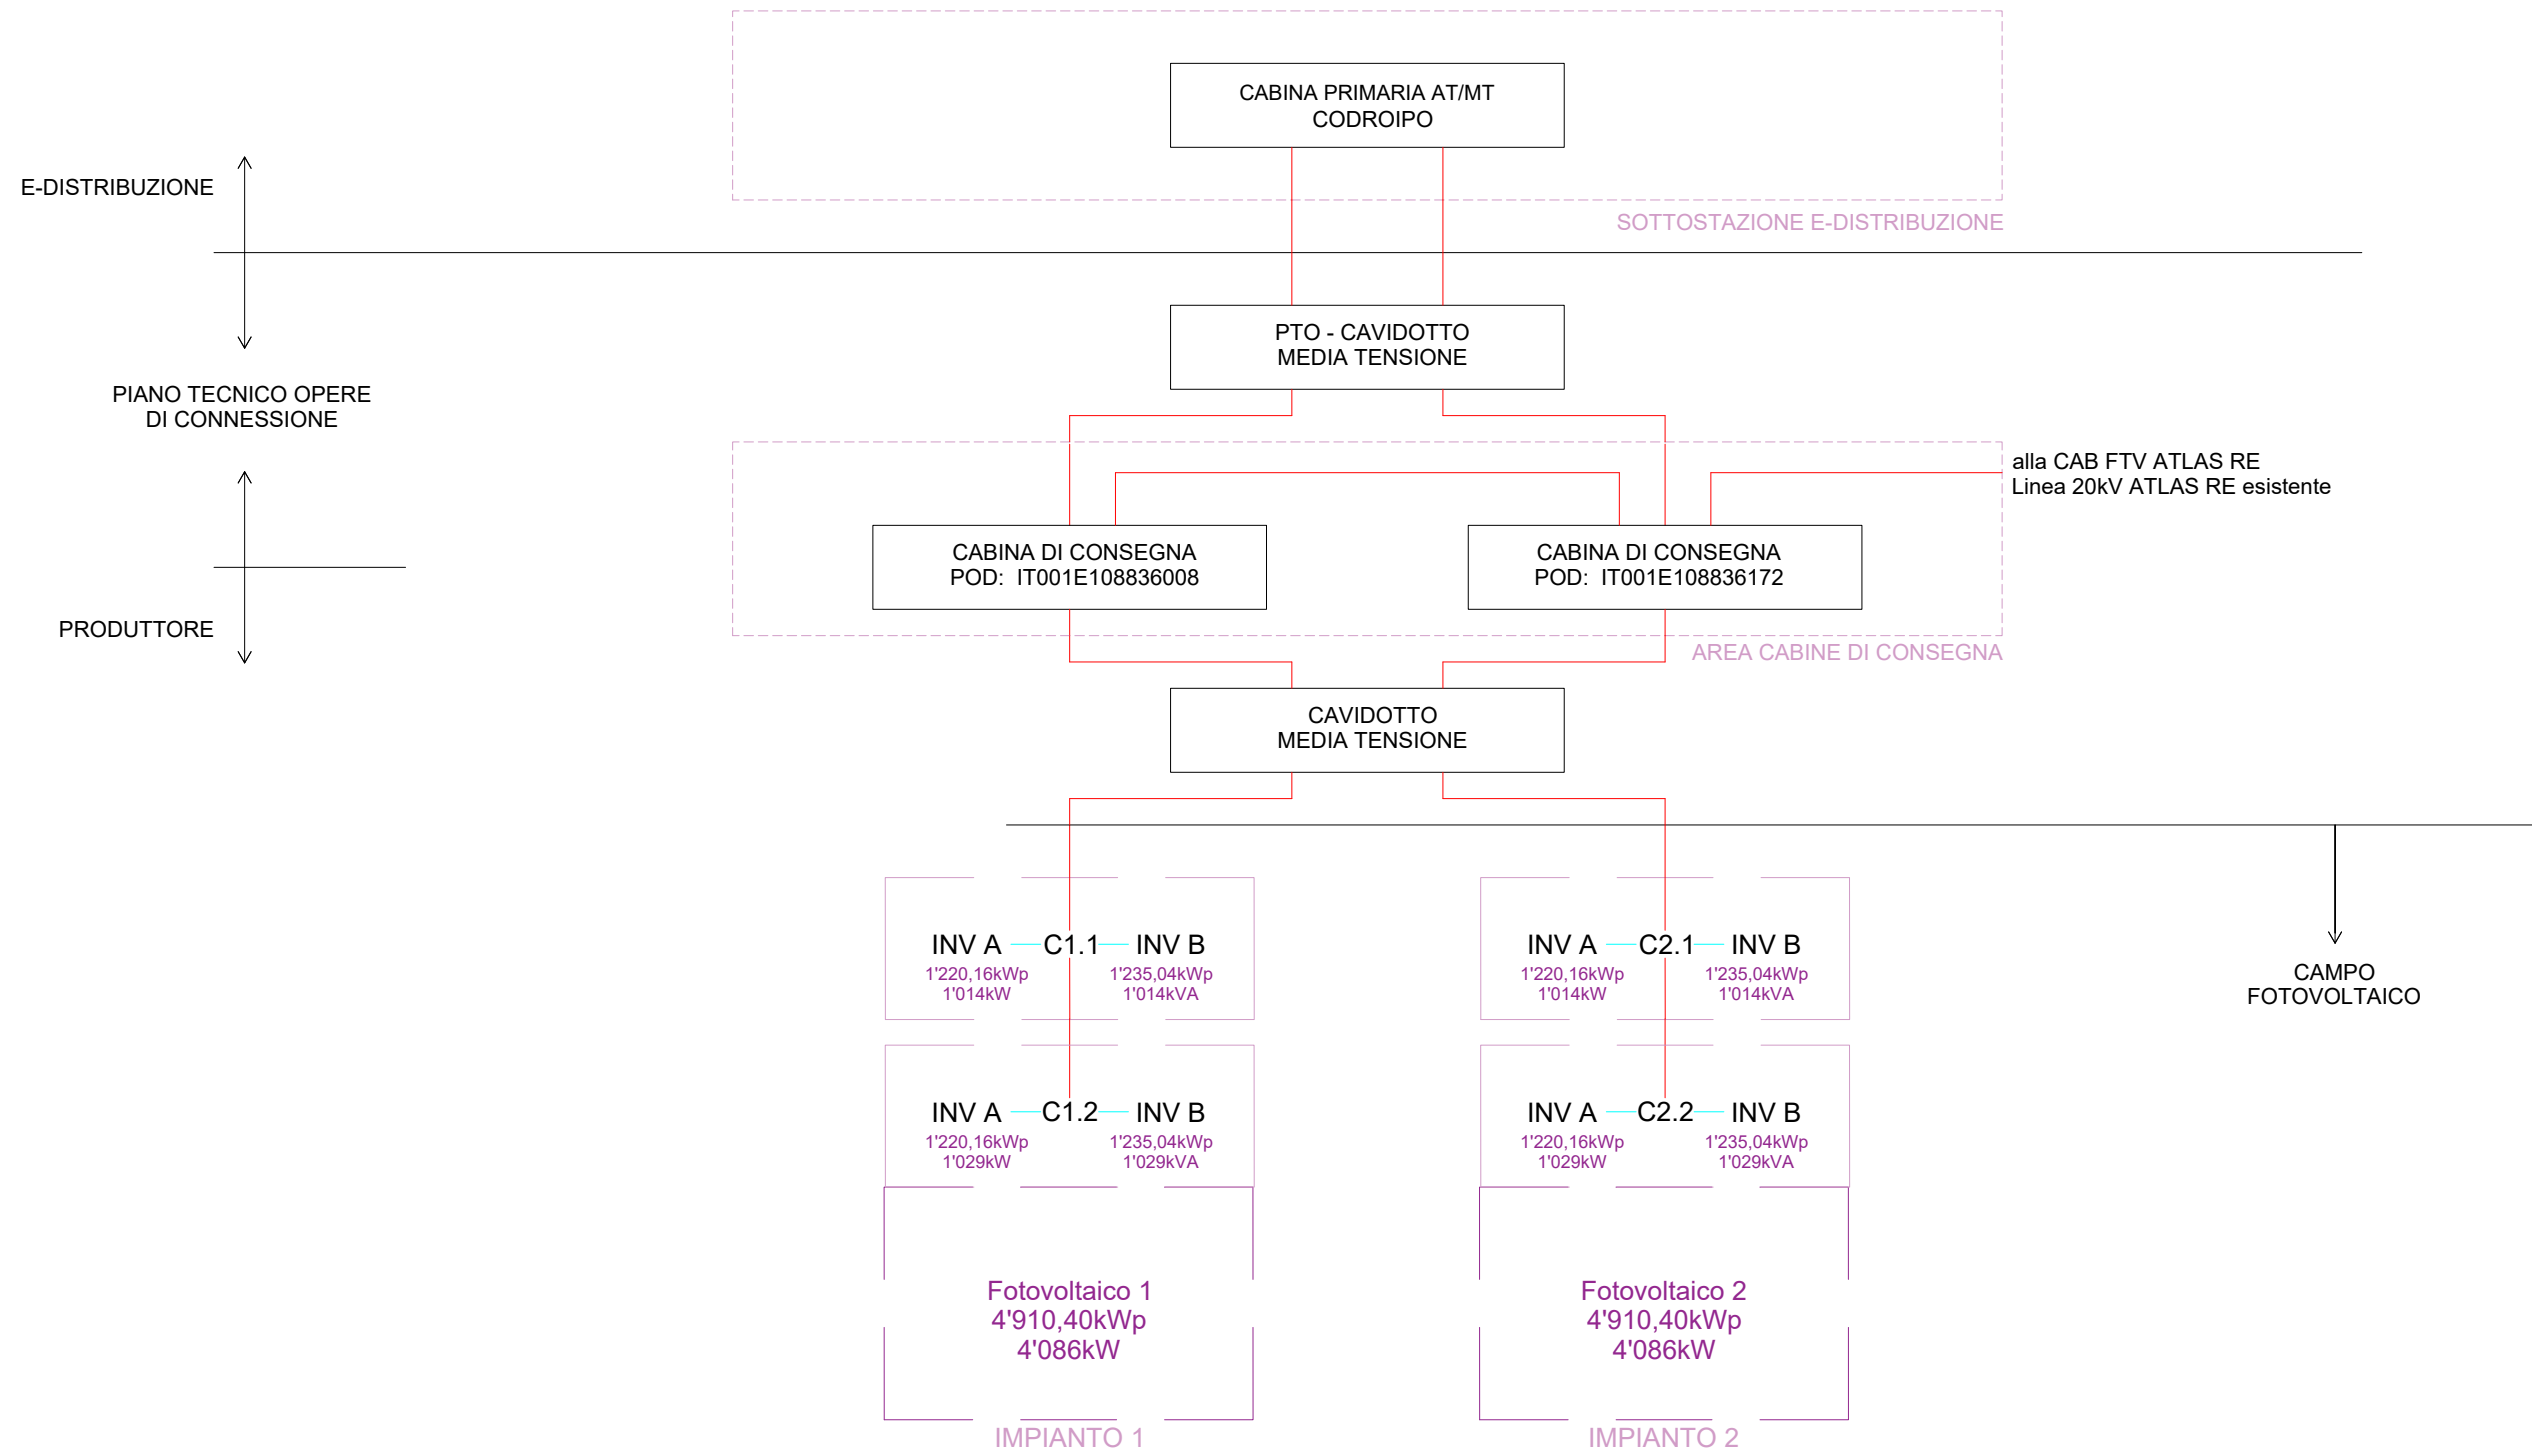 CABINA PRIMARIA AT/MT
CODROIPO
E-DISTRIBUZIONE
SOTTOSTAZIONE E-DISTRIBUZIONE
PTO - CAVIDOTTO
MEDIA TENSIONE
PIANO TECNICO OPERE
DI CONNESSIONE
alla CAB FTV ATLAS RE
Linea 20kV ATLAS RE esistente
CABINA DI CONSEGNA
POD: IT001E108836008
CABINA DI CONSEGNA
POD: IT001E108836172
PRODUTTORE
AREA CABINE DI CONSEGNA
CAVIDOTTO
MEDIA TENSIONE
INV A C1.1 INV B
1'220,16kWp 1'235,04kWp
1'014kW 1'014kVA
INV A C2.1 INV B
1'220,16kWp 1'235,04kWp
1'014kW 1'014kVA
CAMPO
FOTOVOLTAICO
INV A C1.2 INV B
1'220,16kWp 1'235,04kWp
1'029kW 1'029kVA
INV A C2.2 INV B
1'220,16kWp 1'235,04kWp
1'029kW 1'029kVA
Fotovoltaico 1
4'910,40kWp
4'086kW
Fotovoltaico 2
4'910,40kWp
4'086kW
IMPIANTO 1
IMPIANTO 2